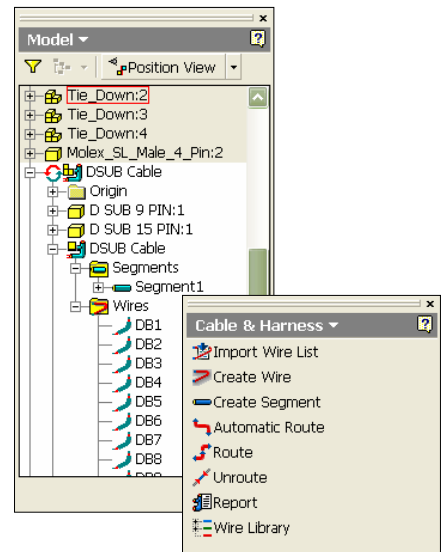 Model
Position View
Tie_Down:2
Tie_Down:3
Tie_Down:4
Molex_SL_Male_4_Pin:2
DSUB Cable
Origin
D SUB 9 PIN:1
D SUB 15 PIN:1
DSUB Cable
Segments
Segment1
Wires
DB1
DB2
DB3
DB4
DB5
DB6
DB7
DB8
Cable & Harness
Import Wire List
Create Wire
Create Segment
Automatic Route
Route
Unroute
Report
Wire Library